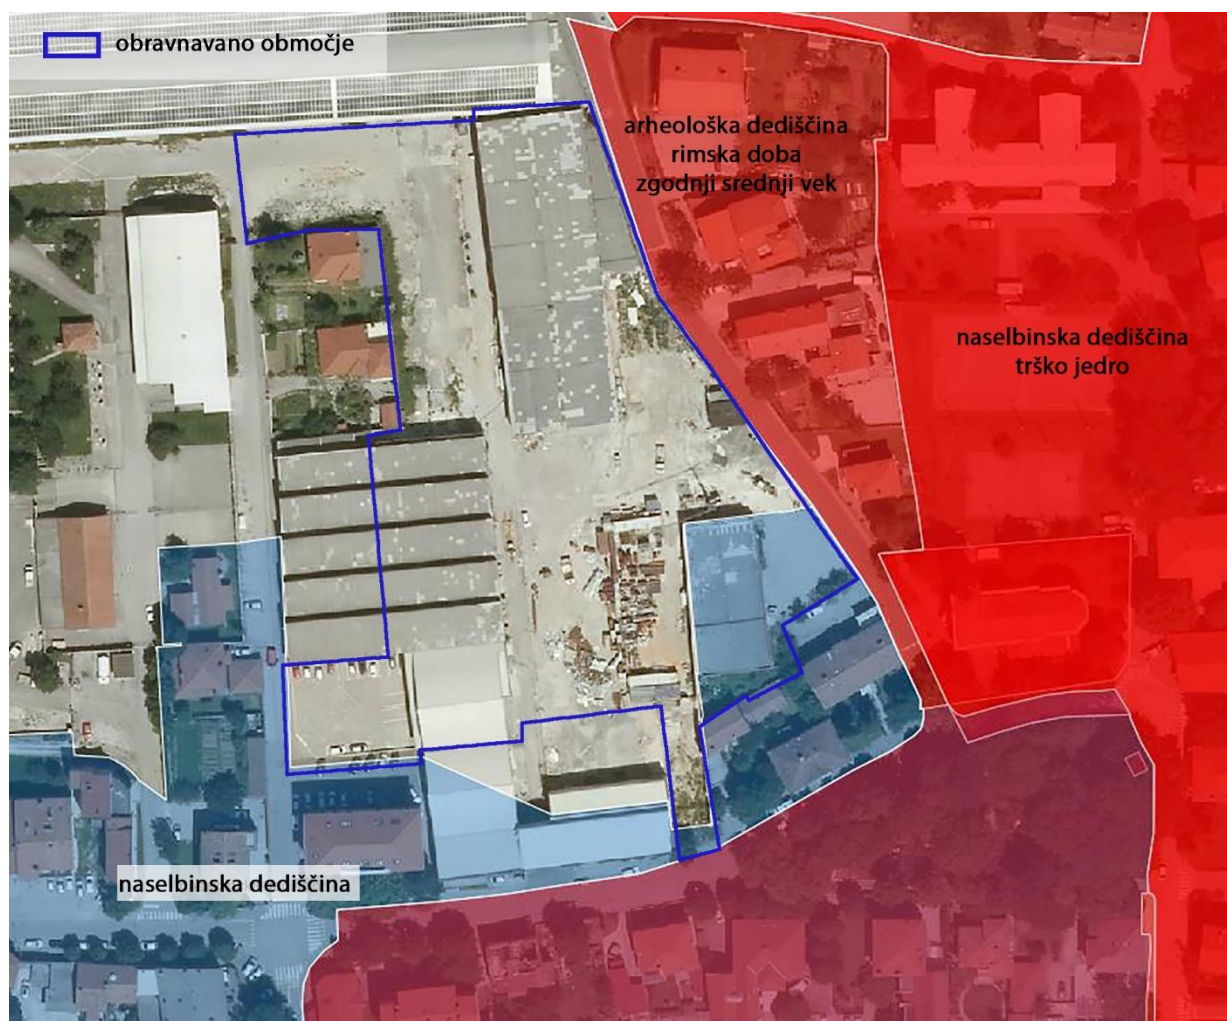 obravnavano območje
arheološka dediščina
rimska doba
zgodnji srednji vek
naselbinska dediščina
trško jedro
naselbinska dediščina